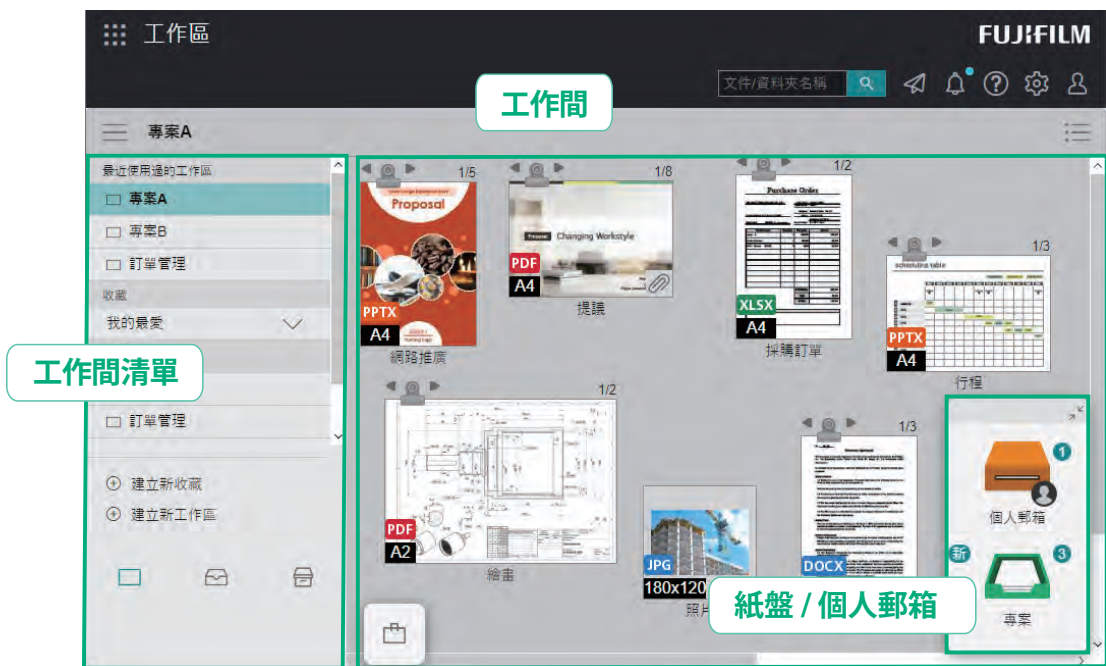 工作區
FUJIFILM
文件/資料夾名稱
工作間
專案A
最近使用過的工作區
專案A
專案B
訂單管理
收藏
我的最愛
工作間清單
訂單管理
建立新收藏
建立新工作區
1/5
Proposal
PPTX
A4
網路推廣
1/8
Proposal Changing Workstyle
PDF
A4
提議
1/2
Purchase Order
XLSX
A4
採購訂單
1/3
scheduling table
PPTX
A4
行程
1/2
PDF
A2
繪畫
JPG
180x120
照片
1/3
DOCX
1
個人郵箱
新
3
專案
紙盤 / 個人郵箱